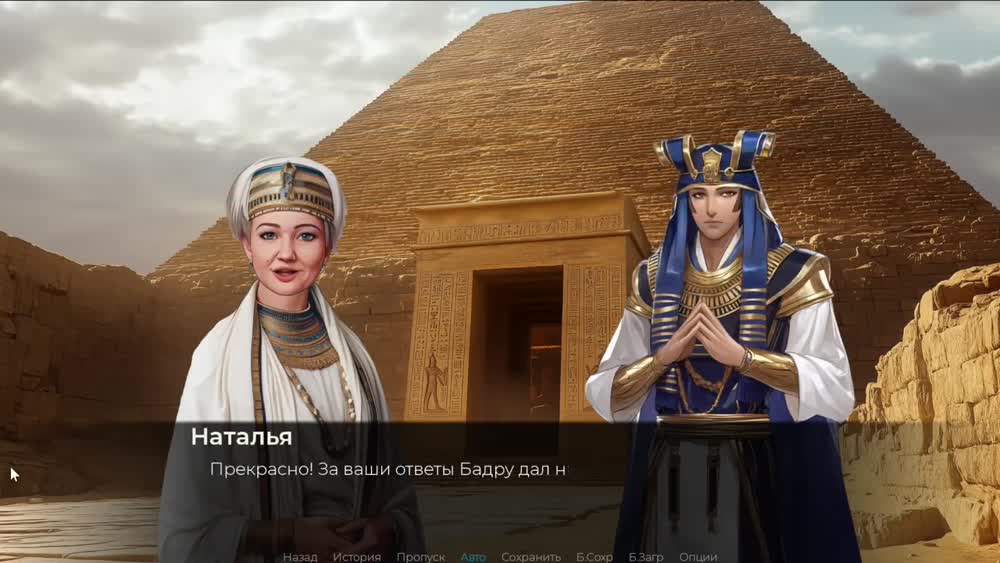 Наталья
Прекрасно! За ваши ответы Бадру дал н
Назад История Пропуск Авто Сохранить Б.Сохр Б.Загр Опции